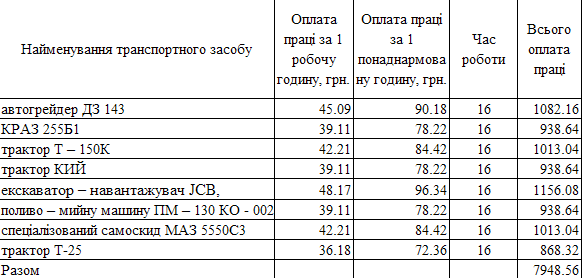 Найменування транспортного засобу
Оплата праці за 1 робочу годину, грн.
Оплата праці за 1 понаднармова ну годину, грн.
Час роботи
Всього оплата праці
автогрейдер ДЗ 143 45.09 90.18 16 1082.16
КРАЗ 255Б1 39.11 78.22 16 938.64
трактор Т – 150К 42.21 84.42 16 1013.04
трактор КИЙ 39.11 78.22 16 938.64
екскаватор – навантажувач JCB, 48.17 96.34 16 1156.08
поливо – мийну машину ПМ – 130 КО - 002 39.11 78.22 16 938.64
спеціалізований самоскид МАЗ 5550С3 42.21 84.42 16 1013.04
трактор Т-25 36.18 72.36 16 868.32
Разом 7948.56